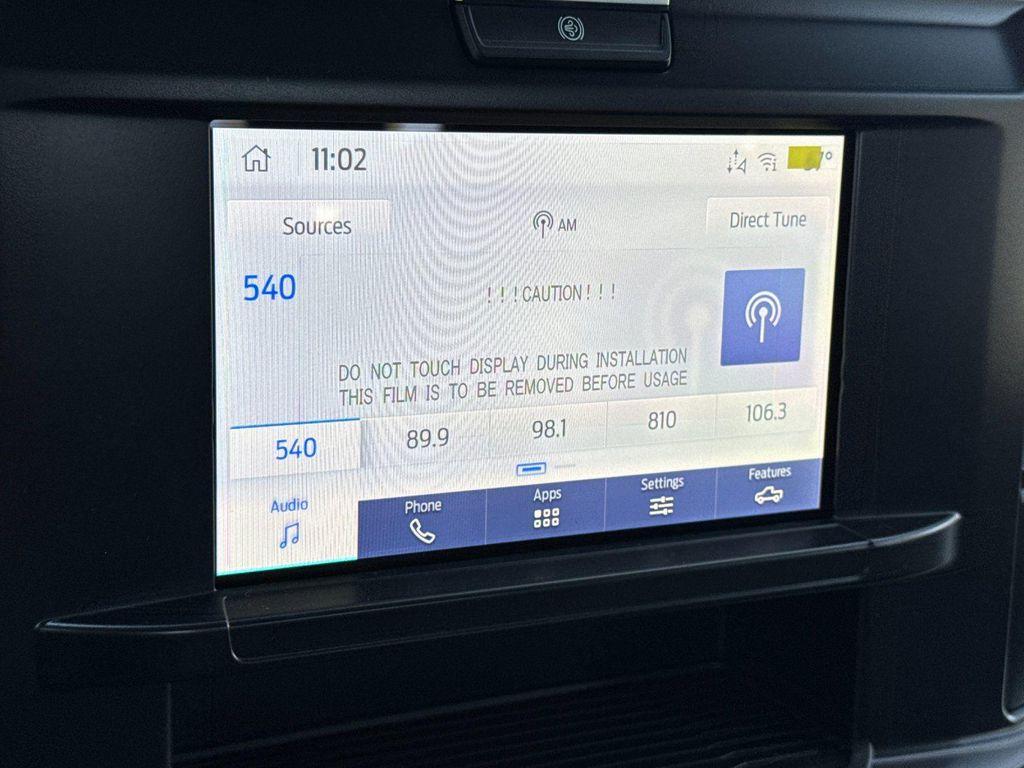 11:02
7°
Sources
AM
Direct Tune
540
! ! ! CAUTION ! ! !
DO NOT TOUCH DISPLAY DURING INSTALLATION
THIS FILM IS TO BE REMOVED BEFORE USAGE
540
89.9
98.1
810
106.3
Audio
Phone
Apps
Settings
Features